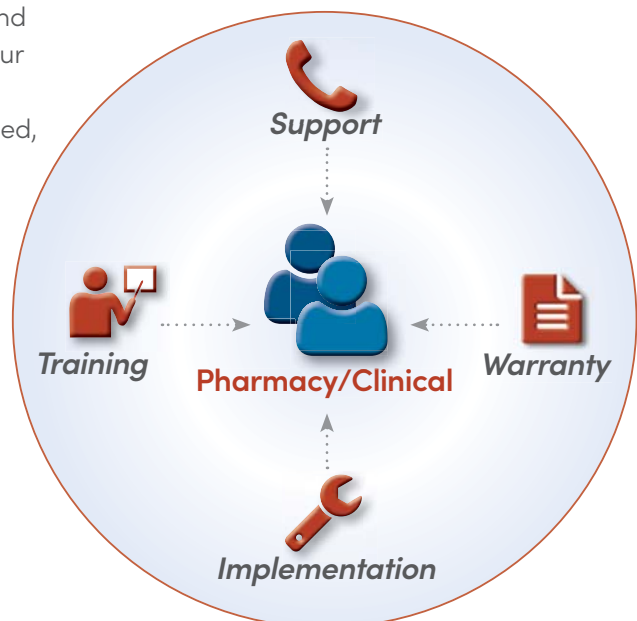 nd
ur
ed,
Support
Training
Pharmacy/Clinical
Warranty
Implementation